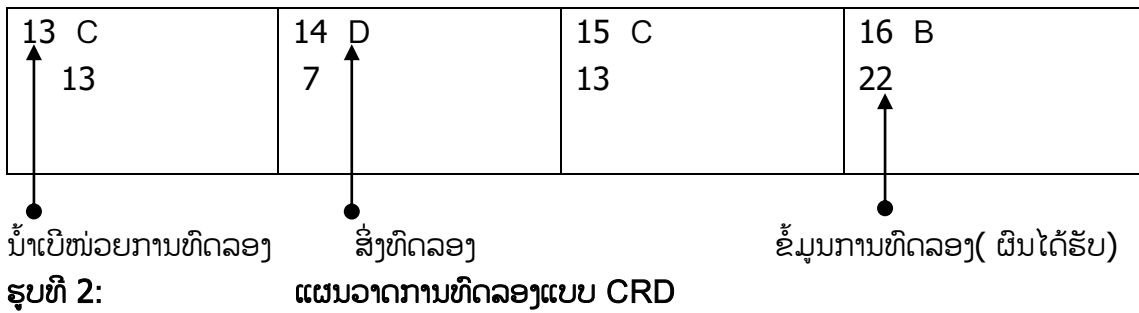 13 C 14 D 15 C 16 B
13 7 13 22
ນ້ຳເບີໜ່ວຍການທົດລອງ ສິ່ງທົດລອງ ຂໍ້ມູນການທົດລອງ( ຜົນໄດ້ຮັບ)
ຮູບທີ 2: ແຜນວາດການທົດລອງແບບ CRD